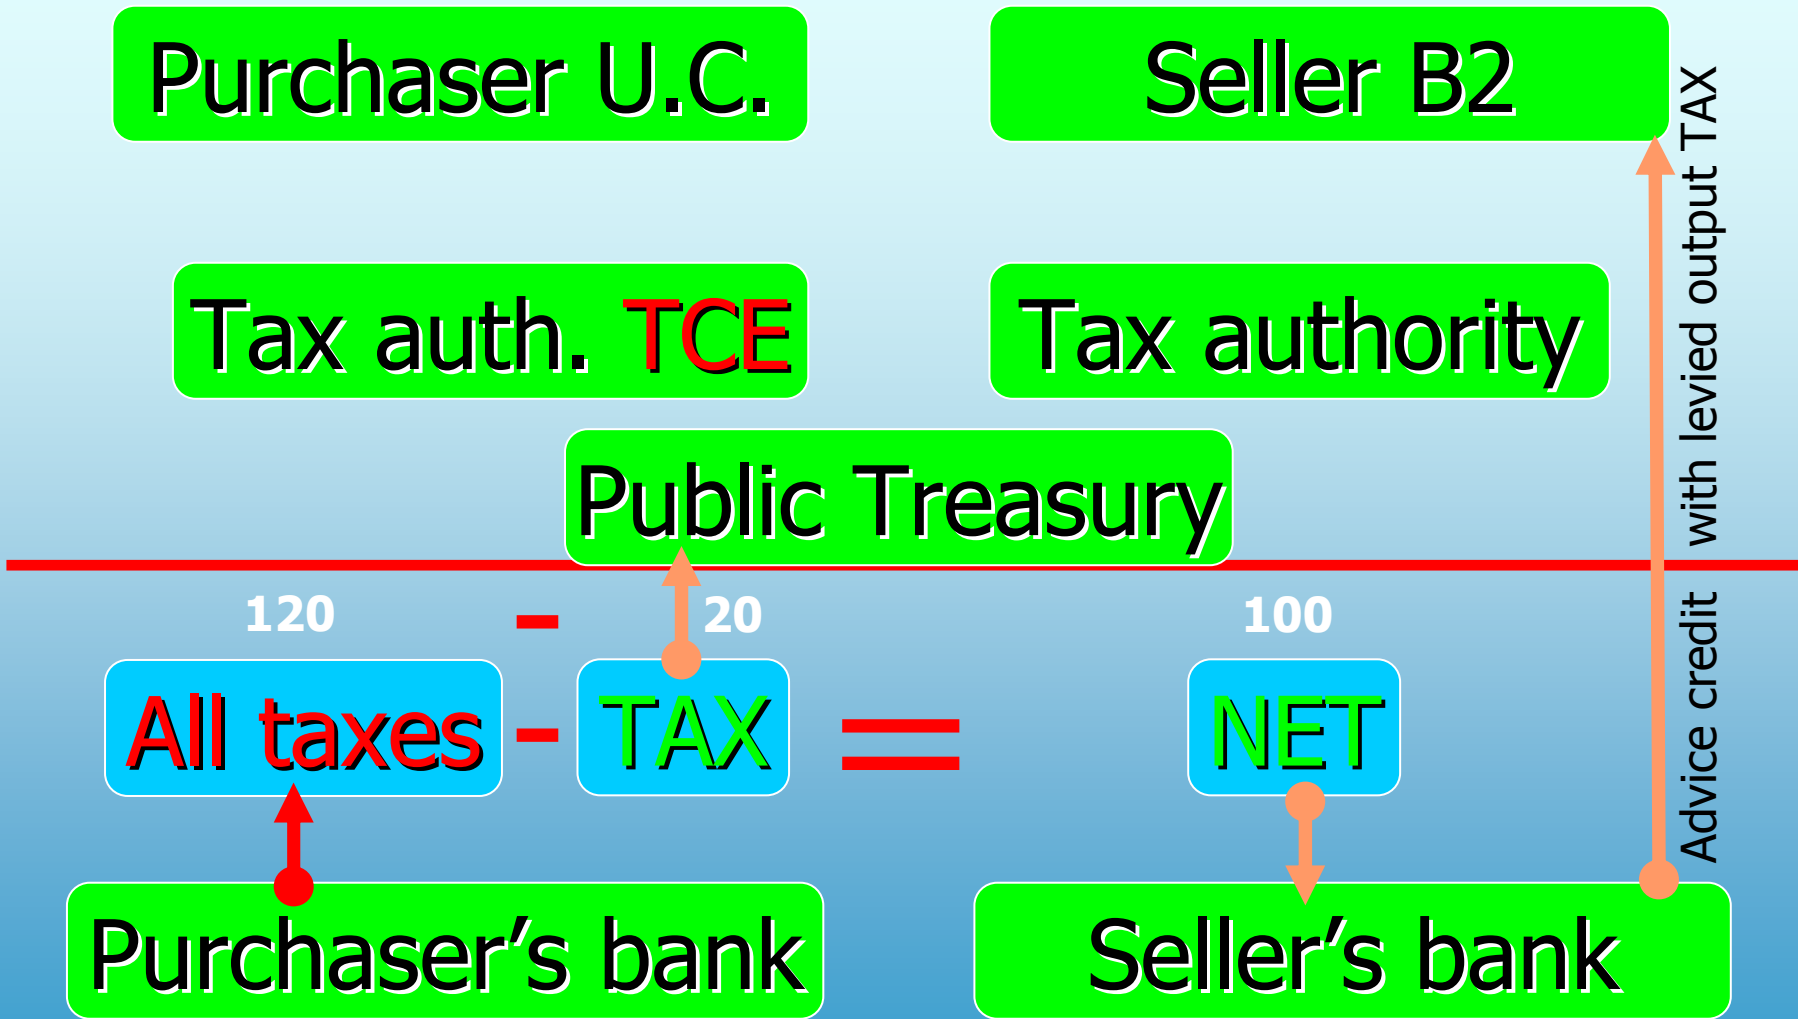 Purchaser U.C.
Seller B2
Tax auth. TCE
Tax authority
Public Treasury
120 - 20 100
All taxes - TAX = NET
Purchaser’s bank
Seller’s bank
Advice credit with levied output TAX